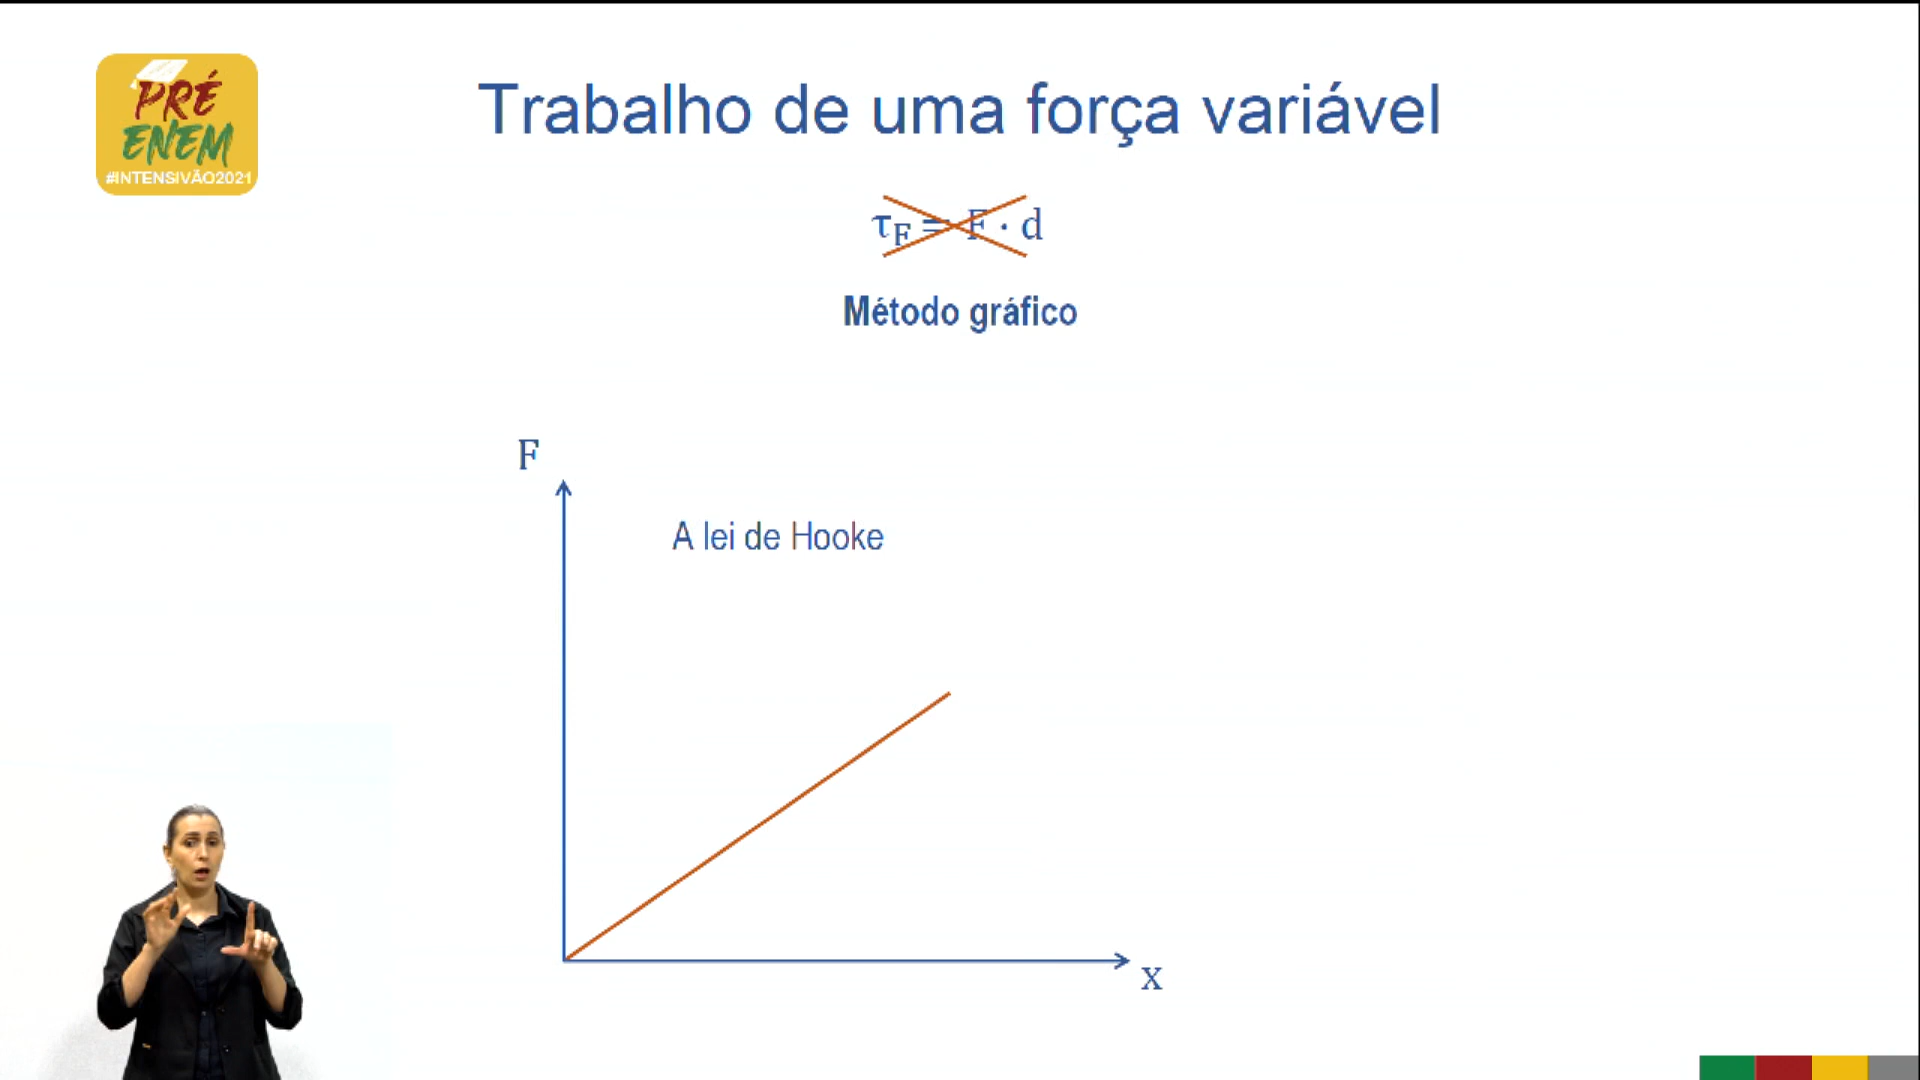 PRÉ
ENEM
#INTENSIVÃO2021
Trabalho de uma força variável
τF = F · d
Método gráfico
F
A lei de Hooke
x